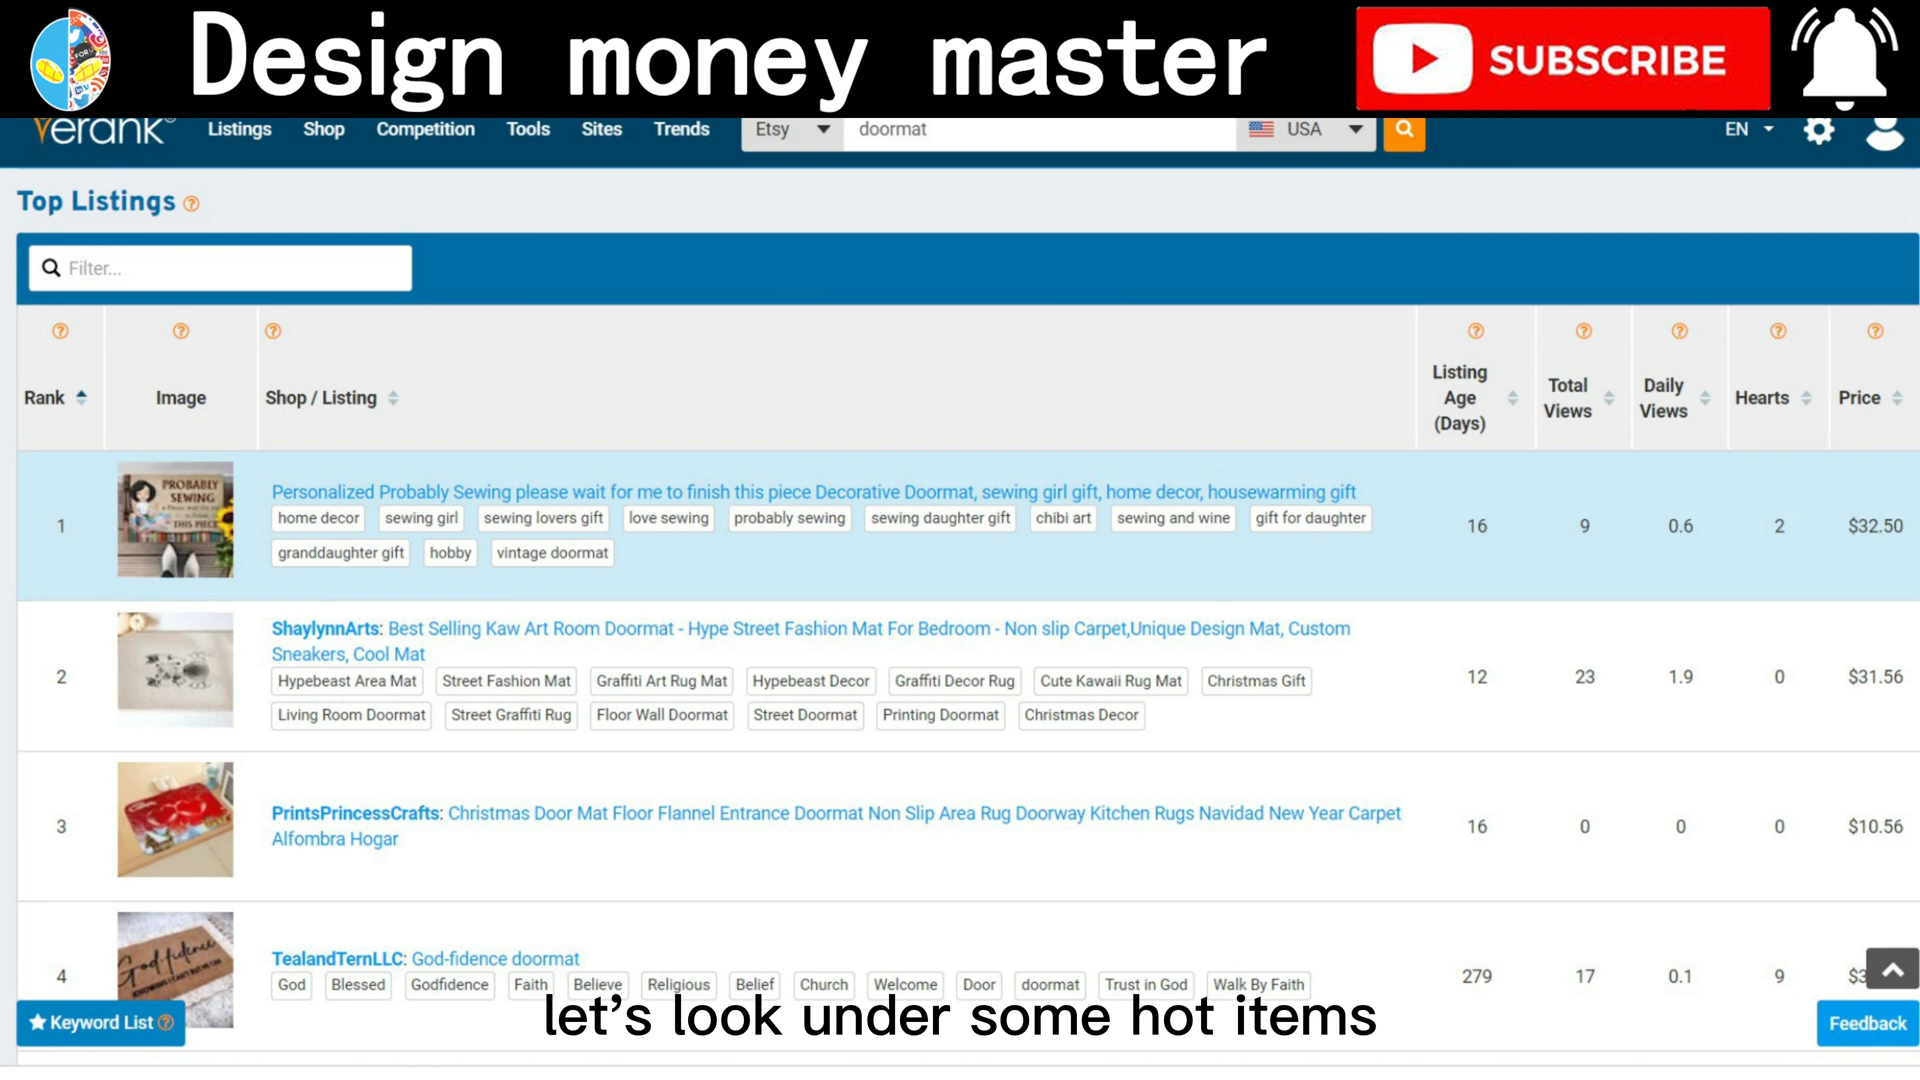 Design money master
SUBSCRIBE
erank
Listings Shop Competition Tools Sites Trends Etsy doormat USA EN
Top Listings
Filter...
Rank Image Shop / Listing Listing Age (Days) Total Views Daily Views Hearts Price
PROBABLY
SEWING
THIS PIECE
Personalized Probably Sewing please wait for me to finish this piece Decorative Doormat, sewing girl gift, home decor, housewarming gift
home decor sewing girl sewing lovers gift love sewing probably sewing sewing daughter gift chibi art sewing and wine gift for daughter
granddaughter gift hobby vintage doormat
1 16 9 0.6 2 $32.50
ShaylynnArts: Best Selling Kaw Art Room Doormat - Hype Street Fashion Mat For Bedroom - Non slip Carpet,Unique Design Mat, Custom
Sneakers, Cool Mat
Hypebeast Area Mat Street Fashion Mat Graffiti Art Rug Mat Hypebeast Decor Graffiti Decor Rug Cute Kawaii Rug Mat Christmas Gift
Living Room Doormat Street Graffiti Rug Floor Wall Doormat Street Doormat Printing Doormat Christmas Decor
2 12 23 1.9 0 $31.56
PrintsPrincessCrafts: Christmas Door Mat Floor Flannel Entrance Doormat Non Slip Area Rug Doorway Kitchen Rugs Navidad New Year Carpet
Alfombra Hogar
3 16 0 0 0 $10.56
God-fidence
TealandTernLLC: God-fidence doormat
God Blessed Godfidence Faith Believe Religious Belief Church Welcome Door doormat Trust in God Walk By Faith
4 279 17 0.1 9 $3
let's look under some hot items
Keyword List
Feedback